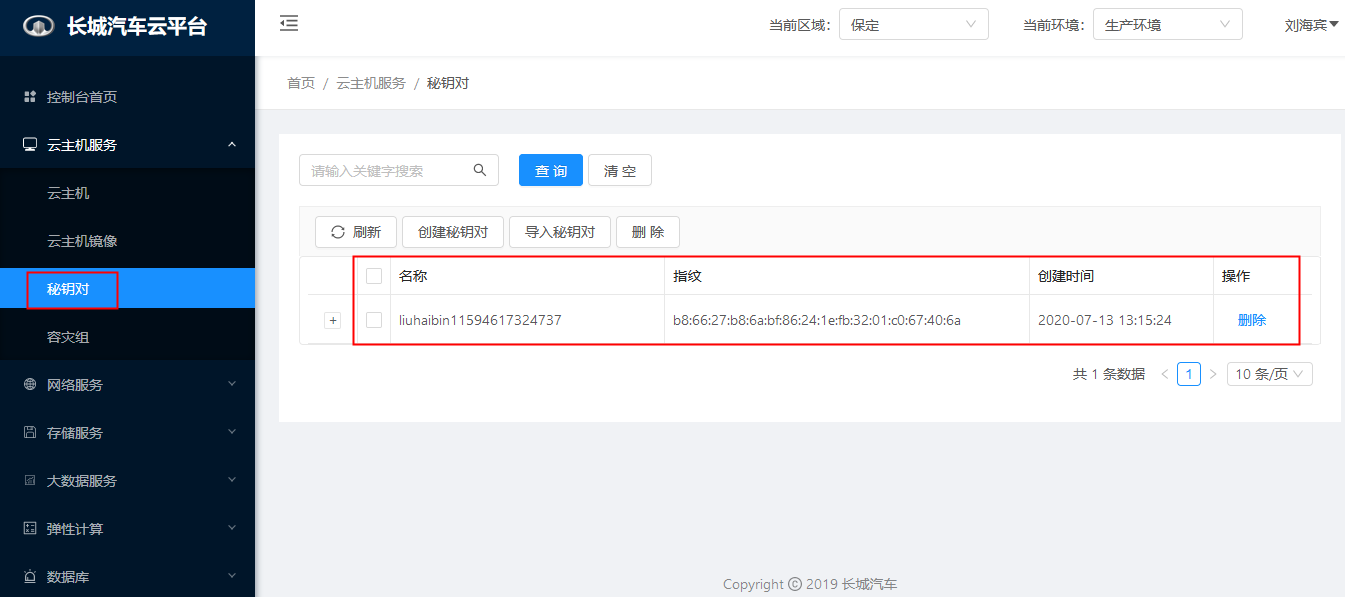 长城汽车云平台
当前区域: 保定 当前环境: 生产环境 刘海宾
首页 / 云主机服务 / 秘钥对
控制台首页
云主机服务
云主机
云主机镜像
秘钥对
容灾组
网络服务
存储服务
大数据服务
弹性计算
数据库
请输入关键字搜索 查 询 清 空
刷新 创建秘钥对 导入秘钥对 删 除
名称 指纹 创建时间 操作
+ liuhaibin11594617324737 b8:66:27:b8:6a:bf:86:24:1e:fb:32:01:c0:67:40:6a 2020-07-13 13:15:24 删除
共 1 条数据 < 1 > 10 条/页
Copyright © 2019 长城汽车